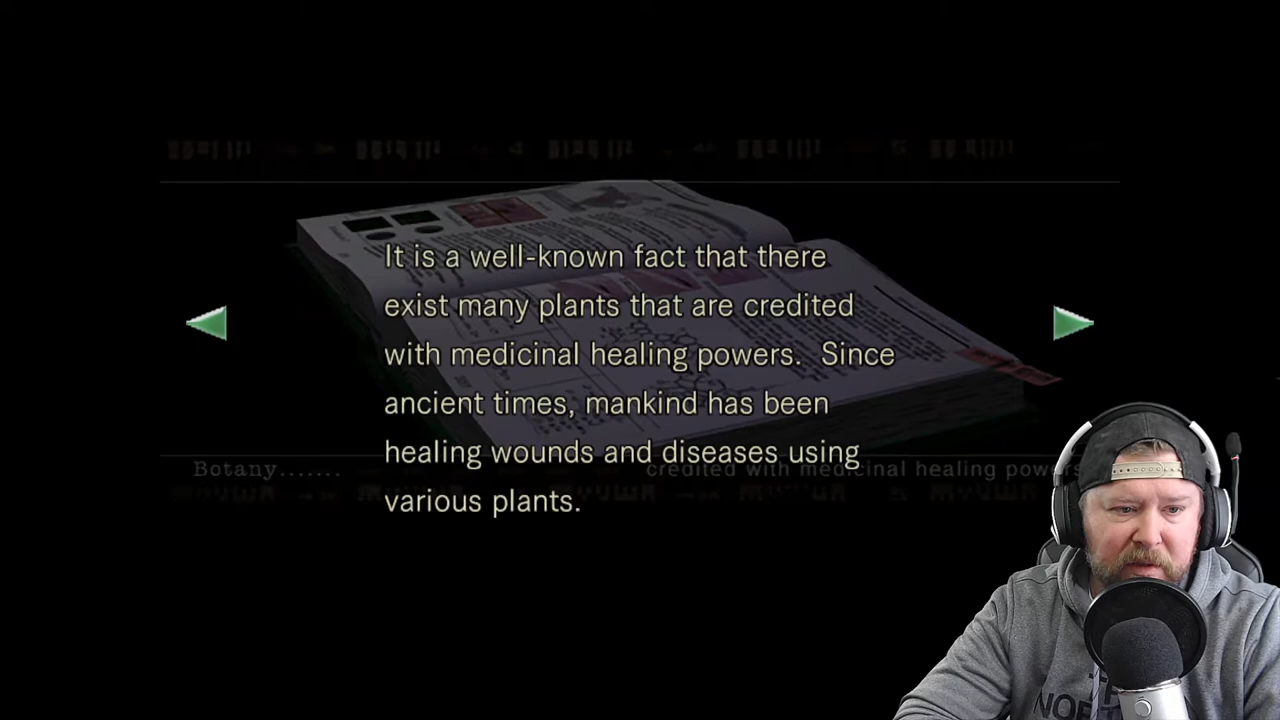 It is a well-known fact that there
exist many plants that are credited
with medicinal healing powers.  Since
ancient times, mankind has been
healing wounds and diseases using
various plants.
Botany.......
credited with medicinal healing powers
NOR